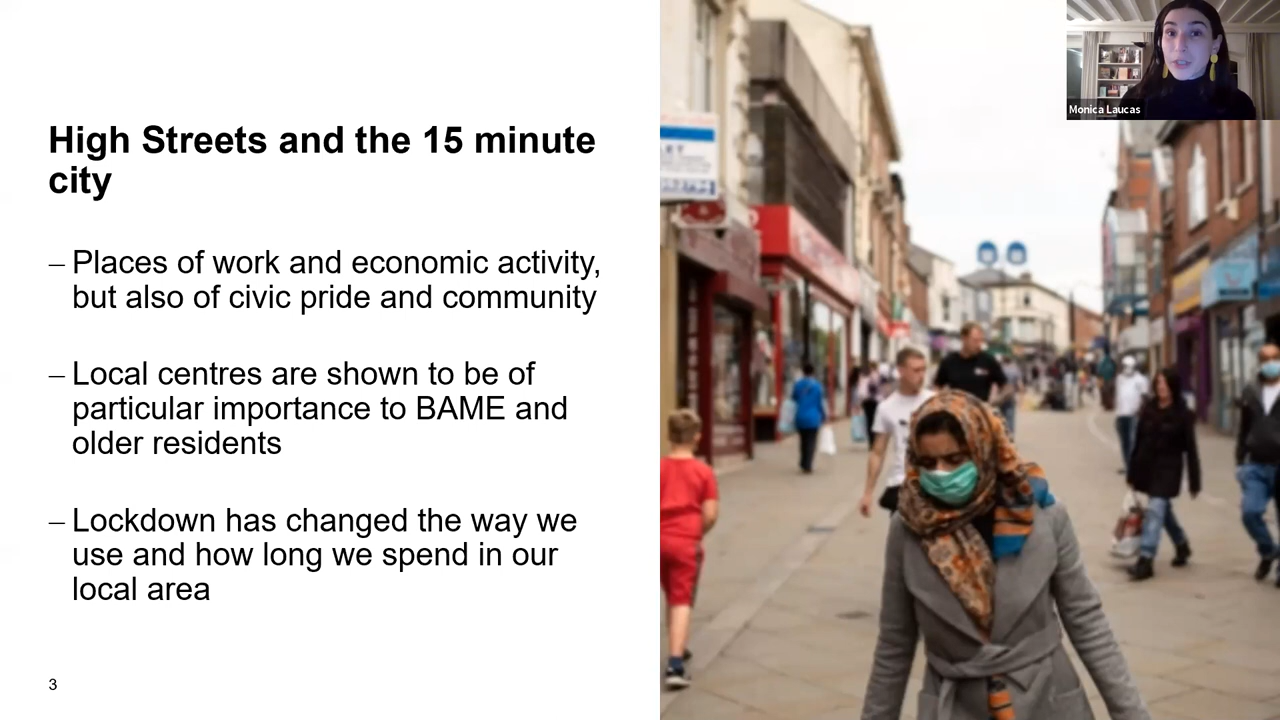 High Streets and the 15 minute
city
– Places of work and economic activity,
but also of civic pride and community
– Local centres are shown to be of
particular importance to BAME and
older residents
– Lockdown has changed the way we
use and how long we spend in our
local area
3
Monica Laucas